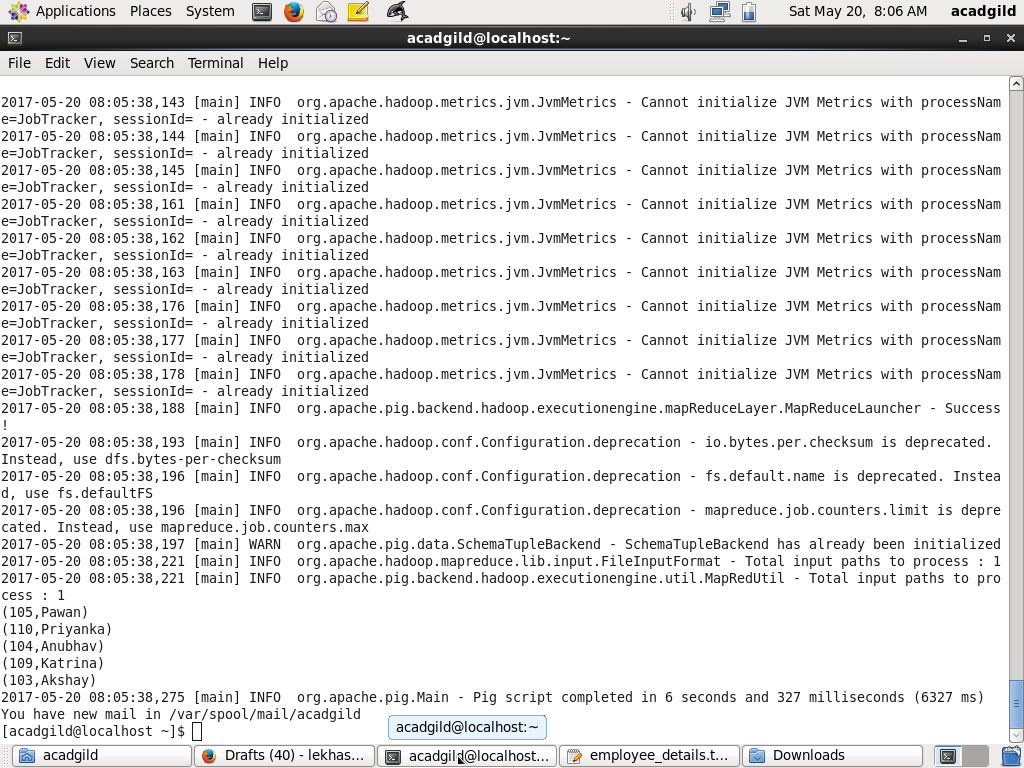 Applications Places System Sat May 20, 8:06 AM acadgild
acadgild@localhost:~
File Edit View Search Terminal Help
2017-05-20 08:05:38,143 [main] INFO  org.apache.hadoop.metrics.jvm.JvmMetrics - Cannot initialize JVM Metrics with processNam
e=JobTracker, sessionId= - already initialized
2017-05-20 08:05:38,144 [main] INFO  org.apache.hadoop.metrics.jvm.JvmMetrics - Cannot initialize JVM Metrics with processNam
e=JobTracker, sessionId= - already initialized
2017-05-20 08:05:38,145 [main] INFO  org.apache.hadoop.metrics.jvm.JvmMetrics - Cannot initialize JVM Metrics with processNam
e=JobTracker, sessionId= - already initialized
2017-05-20 08:05:38,161 [main] INFO  org.apache.hadoop.metrics.jvm.JvmMetrics - Cannot initialize JVM Metrics with processNam
e=JobTracker, sessionId= - already initialized
2017-05-20 08:05:38,162 [main] INFO  org.apache.hadoop.metrics.jvm.JvmMetrics - Cannot initialize JVM Metrics with processNam
e=JobTracker, sessionId= - already initialized
2017-05-20 08:05:38,163 [main] INFO  org.apache.hadoop.metrics.jvm.JvmMetrics - Cannot initialize JVM Metrics with processNam
e=JobTracker, sessionId= - already initialized
2017-05-20 08:05:38,176 [main] INFO  org.apache.hadoop.metrics.jvm.JvmMetrics - Cannot initialize JVM Metrics with processNam
e=JobTracker, sessionId= - already initialized
2017-05-20 08:05:38,177 [main] INFO  org.apache.hadoop.metrics.jvm.JvmMetrics - Cannot initialize JVM Metrics with processNam
e=JobTracker, sessionId= - already initialized
2017-05-20 08:05:38,178 [main] INFO  org.apache.hadoop.metrics.jvm.JvmMetrics - Cannot initialize JVM Metrics with processNam
e=JobTracker, sessionId= - already initialized
2017-05-20 08:05:38,188 [main] INFO  org.apache.pig.backend.hadoop.executionengine.mapReduceLayer.MapReduceLauncher - Success
!
2017-05-20 08:05:38,193 [main] INFO  org.apache.hadoop.conf.Configuration.deprecation - io.bytes.per.checksum is deprecated.
Instead, use dfs.bytes-per-checksum
2017-05-20 08:05:38,196 [main] INFO  org.apache.hadoop.conf.Configuration.deprecation - fs.default.name is deprecated. Instea
d, use fs.defaultFS
2017-05-20 08:05:38,196 [main] INFO  org.apache.hadoop.conf.Configuration.deprecation - mapreduce.job.counters.limit is depre
cated. Instead, use mapreduce.job.counters.max
2017-05-20 08:05:38,197 [main] WARN  org.apache.pig.data.SchemaTupleBackend - SchemaTupleBackend has already been initialized
2017-05-20 08:05:38,221 [main] INFO  org.apache.hadoop.mapreduce.lib.input.FileInputFormat - Total input paths to process : 1
2017-05-20 08:05:38,221 [main] INFO  org.apache.pig.backend.hadoop.executionengine.util.MapRedUtil - Total input paths to pro
cess : 1
(105,Pawan)
(110,Priyanka)
(104,Anubhav)
(109,Katrina)
(103,Akshay)
2017-05-20 08:05:38,275 [main] INFO  org.apache.pig.Main - Pig script completed in 6 seconds and 327 milliseconds (6327 ms)
You have new mail in /var/spool/mail/acadgild
[acadgild@localhost ~]$
acadgild@localhost:~
acadgild Drafts (40) - lekhas... acadgild@localhost:... employee_details.t... Downloads